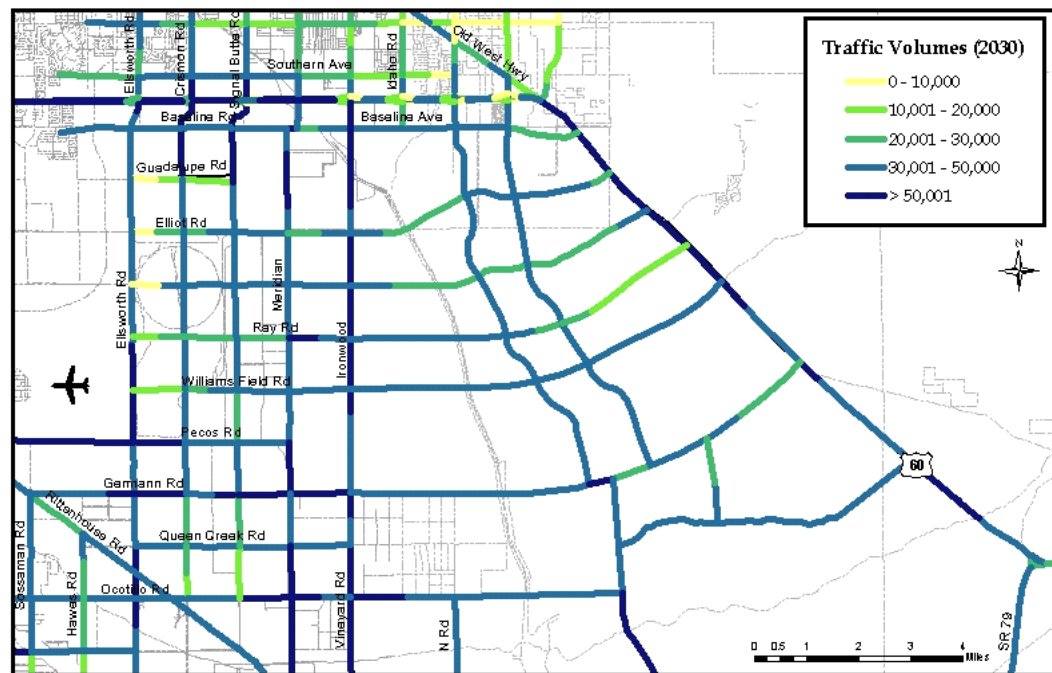 Traffic Volumes (2030)
0 - 10,000
10,001 - 20,000
20,001 - 30,000
30,001 - 50,000
> 50,001
Ellsworth Rd
Crismon Rd
Signal Butte Rd
Idaho Rd
Old West Hwy
Southern Ave
Baseline Rd
Baseline Ave
Guadalupe Rd
Elliot Rd
Ellsworth Rd
Meridian
Ironwood
Ray Rd
Williams Field Rd
Pecos Rd
Germann Rd
Rittenhouse Rd
Queen Creek Rd
Sossaman Rd
Hawes Rd
Ocotillo Rd
Vineyard Rd
N Rd
60
SR 79
N
0 0.5 1 2 3 4
Miles